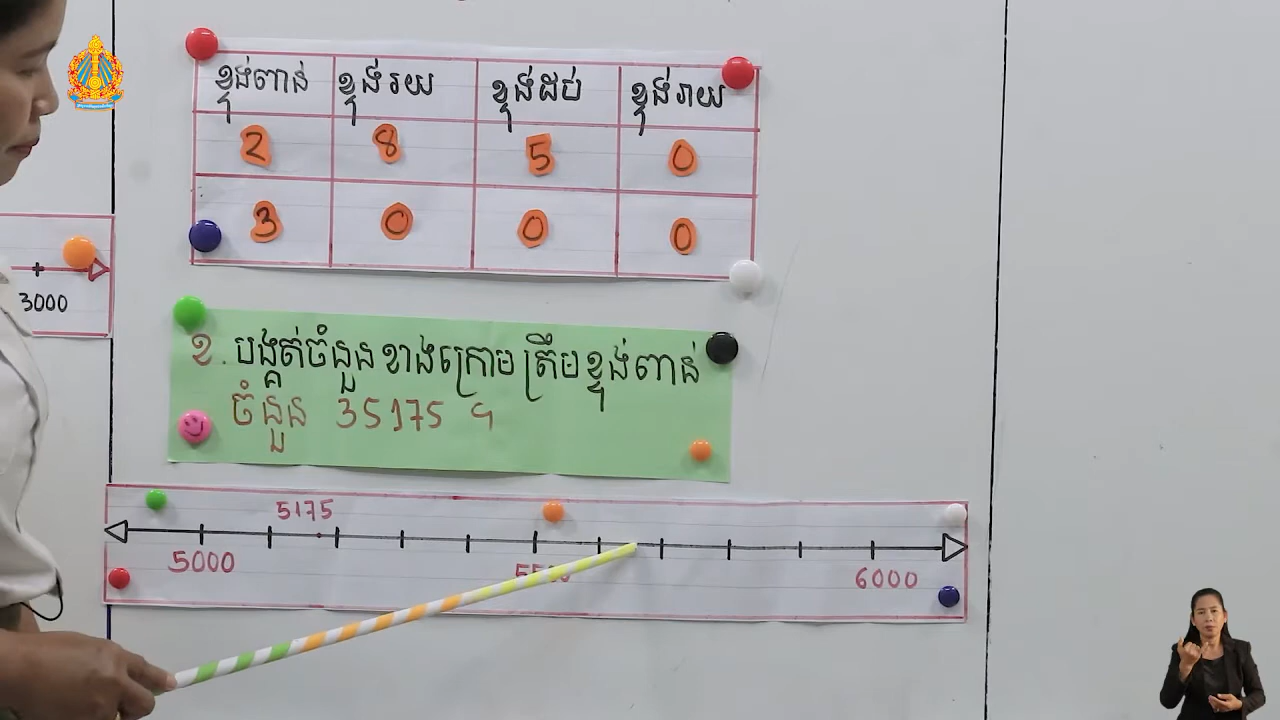 ខ្ទង់ពាន់ ខ្ទង់រយ ខ្ទង់ដប់ ខ្ទង់រាយ
2 8 5 0
3 0 0 0
3000
ខ. បង្គត់ចំនួនខាងក្រោមត្រឹមខ្ទង់ពាន់
ចំនួន 35175 ។
5175
5000 5500 6000